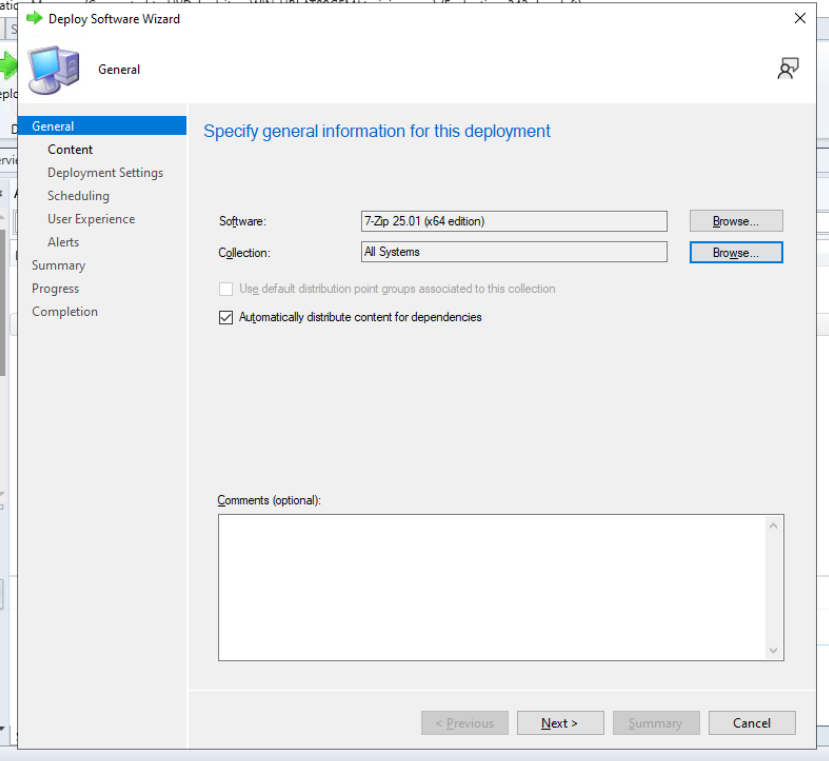 Deploy Software Wizard
General
General
Content
Deployment Settings
Scheduling
User Experience
Alerts
Summary
Progress
Completion
Specify general information for this deployment
Software:
7-Zip 25.01 (x64 edition)
Browse...
Collection:
All Systems
Browse...
Use default distribution point groups associated to this collection
Automatically distribute content for dependencies
Comments (optional):
< Previous
Next >
Summary
Cancel